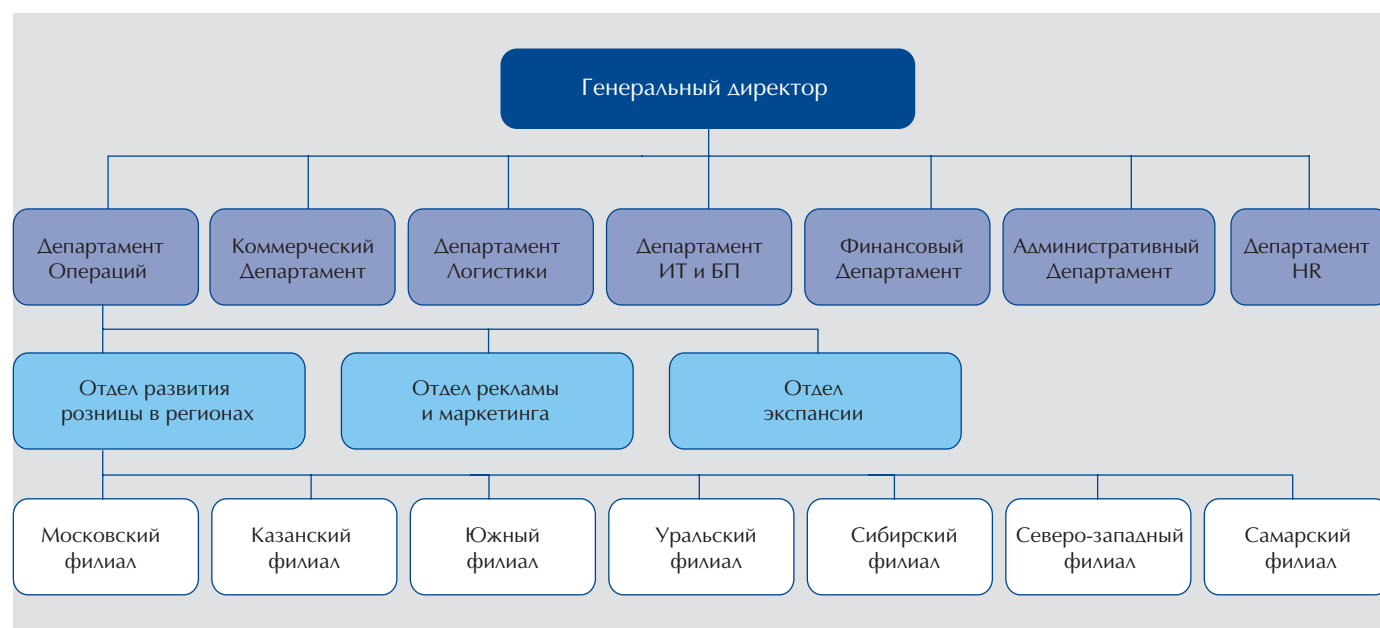 Генеральный директор
Департамент
Операций
Коммерческий
Департамент
Департамент
Логистики
Департамент
ИТ и БП
Финансовый
Департамент
Административный
Департамент
Департамент
HR
Отдел развития
розницы в регионах
Отдел рекламы
и маркетинга
Отдел
экспансии
Московский
филиал
Казанский
филиал
Южный
филиал
Уральский
филиал
Сибирский
филиал
Северо-западный
филиал
Самарский
филиал